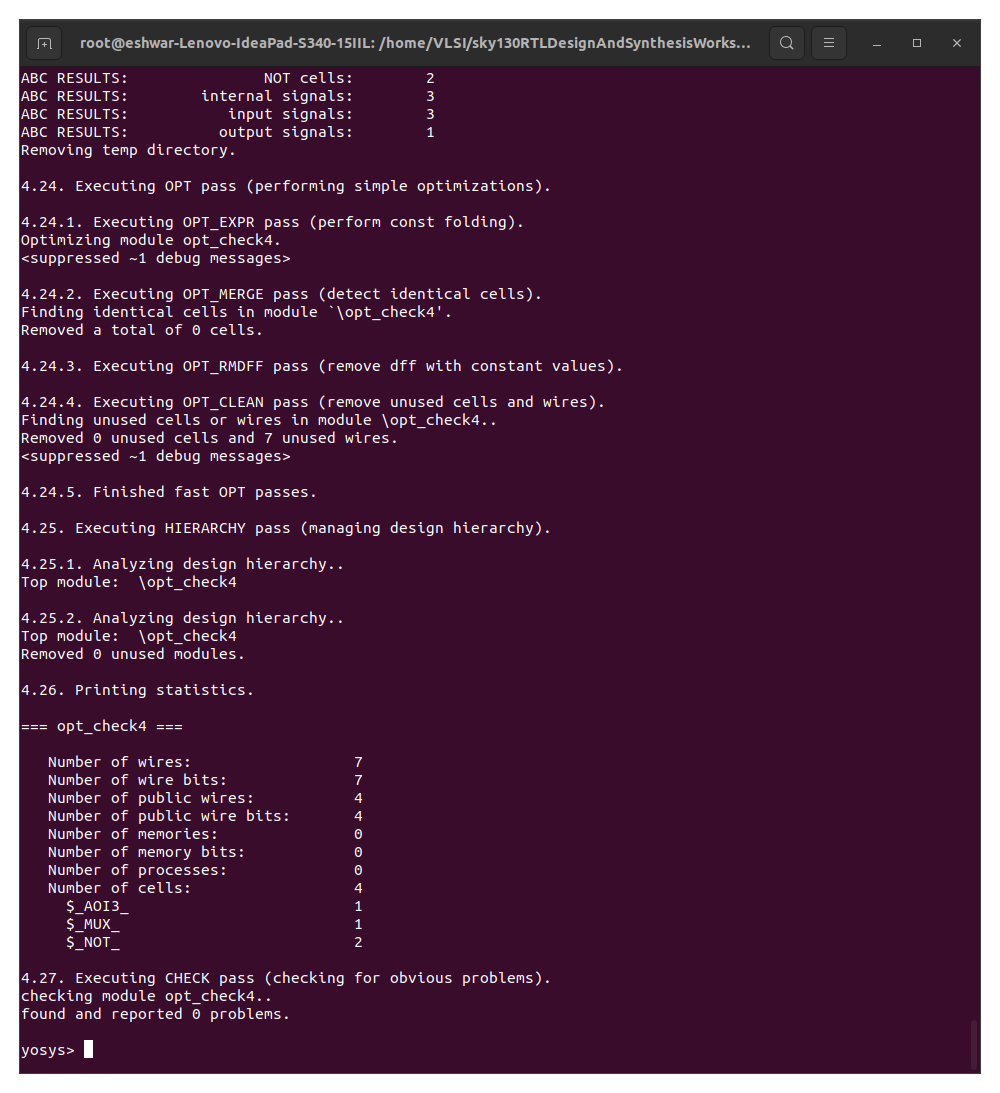 root@eshwar-Lenovo-IdeaPad-S340-15IIL: /home/VLSI/sky130RTLDesignAndSynthesisWorks...
ABC RESULTS:               NOT cells:        2
ABC RESULTS:        internal signals:        3
ABC RESULTS:           input signals:        3
ABC RESULTS:          output signals:        1
Removing temp directory.

4.24. Executing OPT pass (performing simple optimizations).

4.24.1. Executing OPT_EXPR pass (perform const folding).
Optimizing module opt_check4.
<suppressed ~1 debug messages>

4.24.2. Executing OPT_MERGE pass (detect identical cells).
Finding identical cells in module `\opt_check4'.
Removed a total of 0 cells.

4.24.3. Executing OPT_RMDFF pass (remove dff with constant values).

4.24.4. Executing OPT_CLEAN pass (remove unused cells and wires).
Finding unused cells or wires in module \opt_check4..
Removed 0 unused cells and 7 unused wires.
<suppressed ~1 debug messages>

4.24.5. Finished fast OPT passes.

4.25. Executing HIERARCHY pass (managing design hierarchy).

4.25.1. Analyzing design hierarchy..
Top module:  \opt_check4

4.25.2. Analyzing design hierarchy..
Top module:  \opt_check4
Removed 0 unused modules.

4.26. Printing statistics.

=== opt_check4 ===

   Number of wires:                  7
   Number of wire bits:              7
   Number of public wires:           4
   Number of public wire bits:       4
   Number of memories:               0
   Number of memory bits:            0
   Number of processes:              0
   Number of cells:                  4
     $_AOI3_                         1
     $_MUX_                          1
     $_NOT_                          2

4.27. Executing CHECK pass (checking for obvious problems).
checking module opt_check4..
found and reported 0 problems.

yosys>